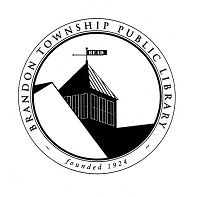 READ
~ BRANDON TOWNSHIP PUBLIC LIBRARY ~
founded 1924